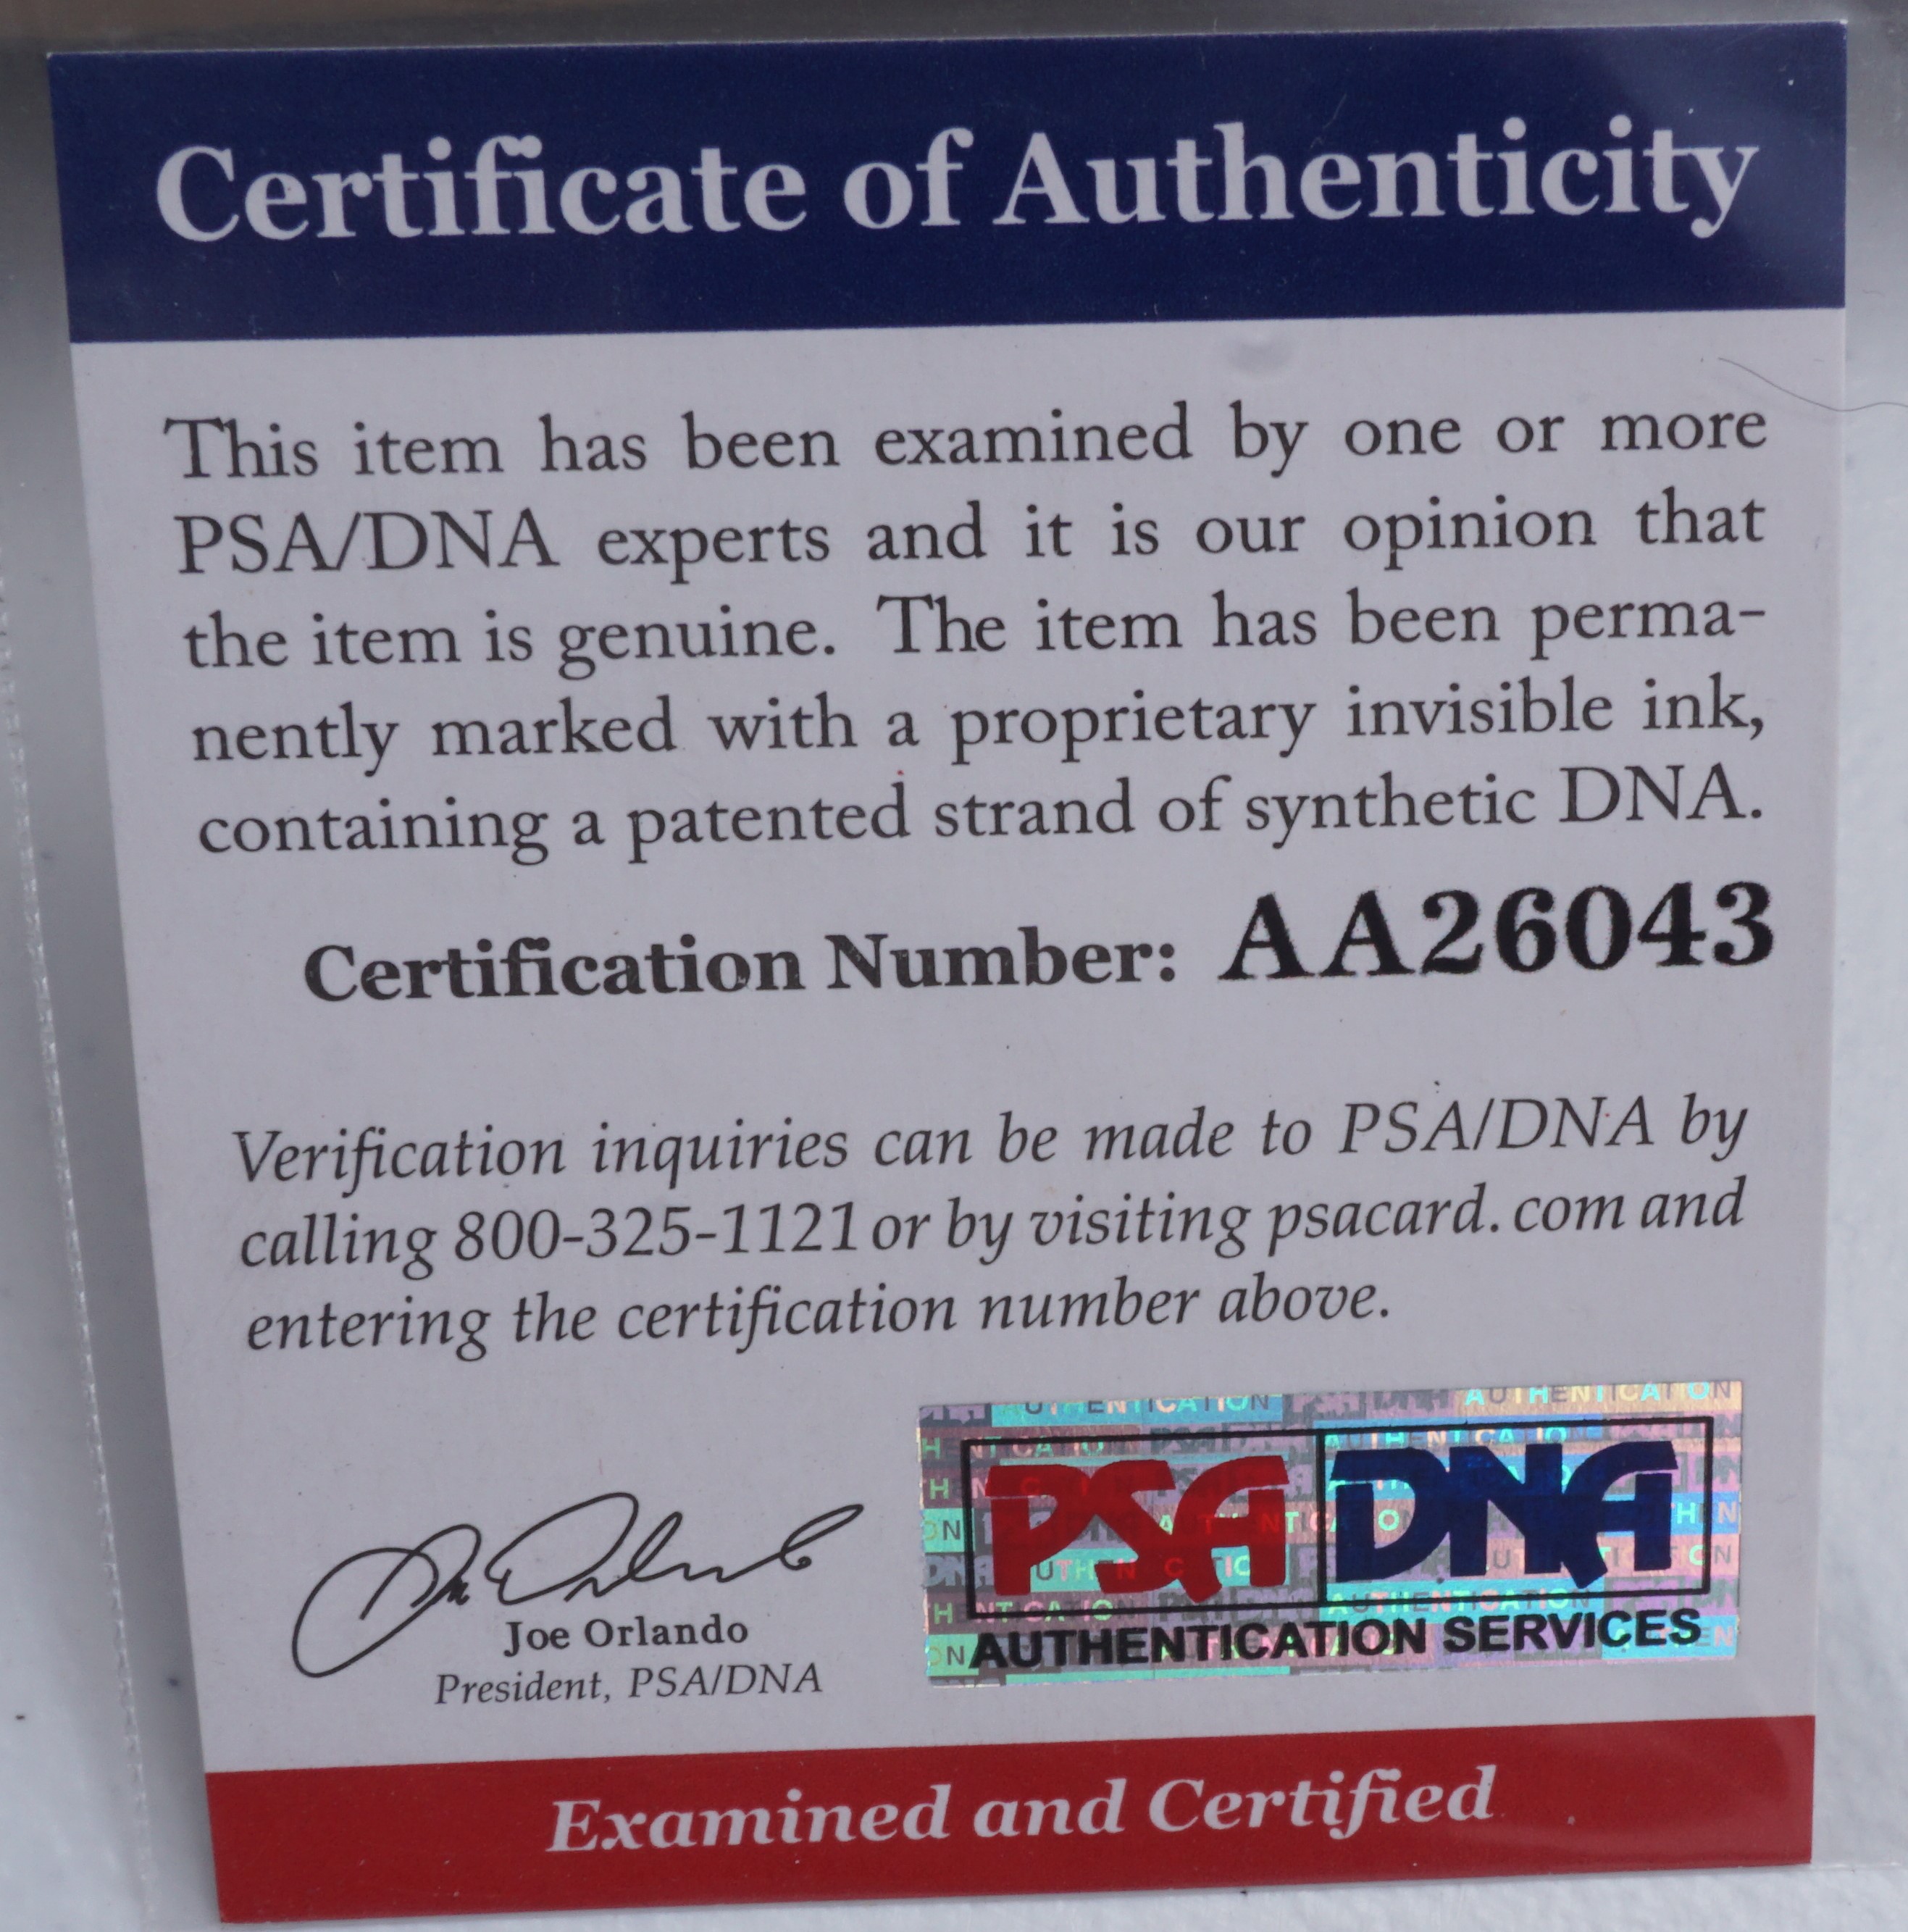 Certificate of Authenticity
This item has been examined by one or more
PSA/DNA experts and it is our opinion that
the item is genuine. The item has been perma-
nently marked with a proprietary invisible ink,
containing a patented strand of synthetic DNA.
Certification Number: AA26043
Verification inquiries can be made to PSA/DNA by
calling 800-325-1121 or by visiting psacard.com and
entering the certification number above.
Joe Orlando
President, PSA/DNA
PSA DNA
AUTHENTICATION SERVICES
Examined and Certified